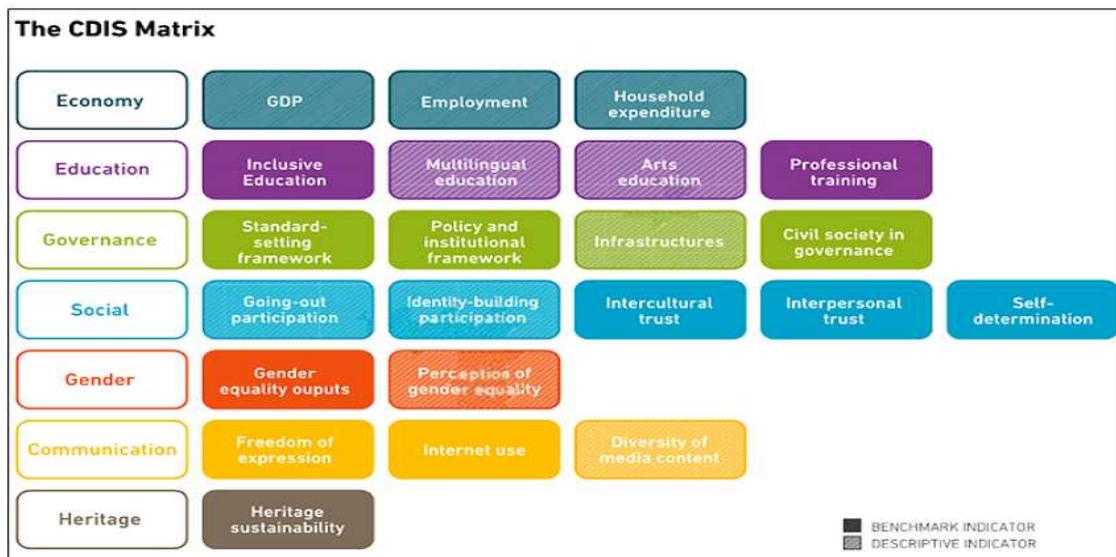 The CDIS Matrix
Economy
GDP
Employment
Household
expenditure
Education
Inclusive
Education
Multilingual
education
Arts
education
Professional
training
Governance
Standard-
setting
framework
Policy and
institutional
framework
Infrastructures
Civil society in
governance
Social
Going-out
participation
Identity-building
participation
Intercultural
trust
Interpersonal
trust
Self-
determination
Gender
Gender
equality ouputs
Perception of
gender equality
Communication
Freedom of
expression
Internet use
Diversity of
media content
Heritage
Heritage
sustainability
BENCHMARK INDICATOR
DESCRIPTIVE INDICATOR